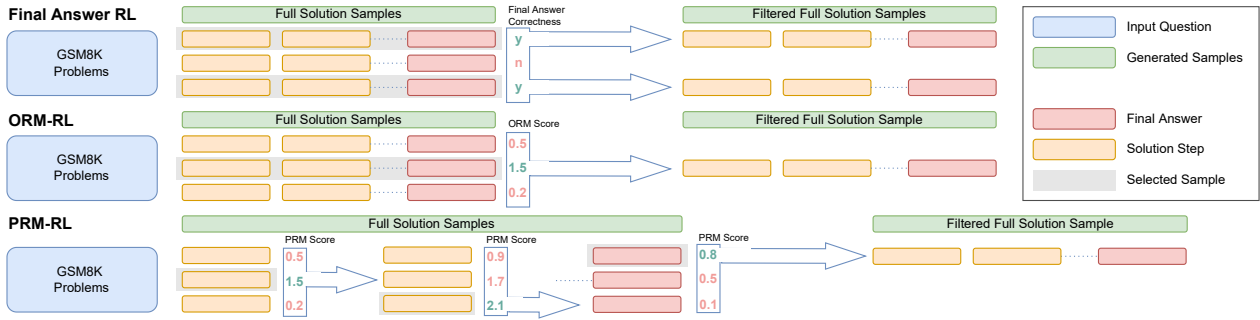 Final Answer RL
GSM8K
Problems
Full Solution Samples
Final Answer
Correctness
y
n
y
Filtered Full Solution Samples
ORM-RL
GSM8K
Problems
Full Solution Samples
ORM Score
0.5
1.5
0.2
Filtered Full Solution Sample
PRM-RL
GSM8K
Problems
Full Solution Samples
PRM Score
0.5
1.5
0.2
PRM Score
0.9
1.7
2.1
PRM Score
0.8
0.5
0.1
Filtered Full Solution Sample
Input Question
Generated Samples
Final Answer
Solution Step
Selected Sample